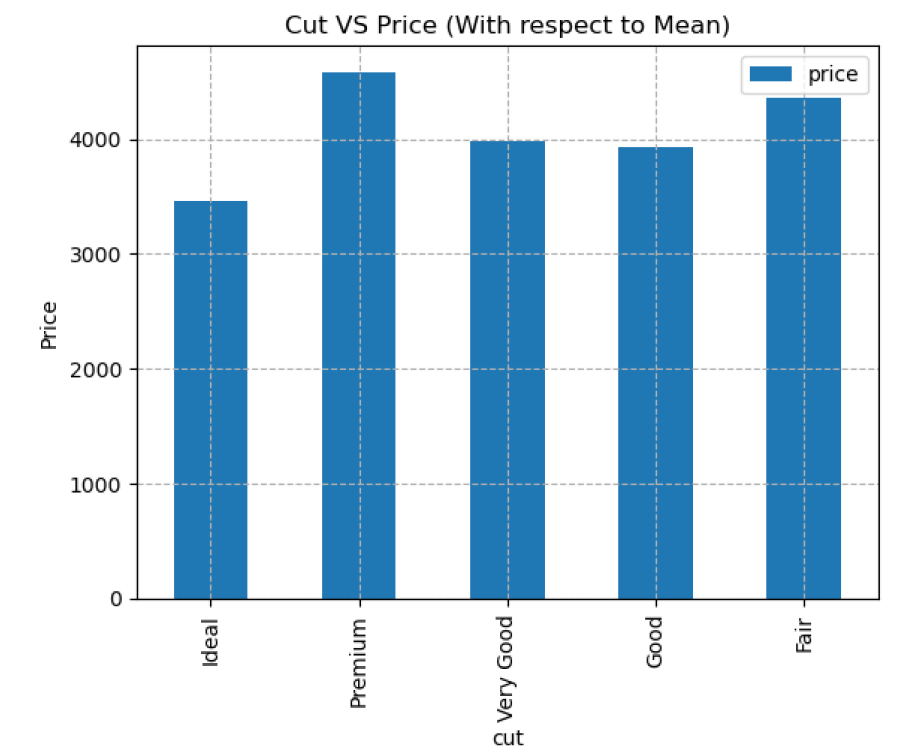 Cut VS Price (With respect to Mean)
price
4000
3000
2000
1000
0
Price
Ideal
Premium
Very Good
Good
Fair
cut